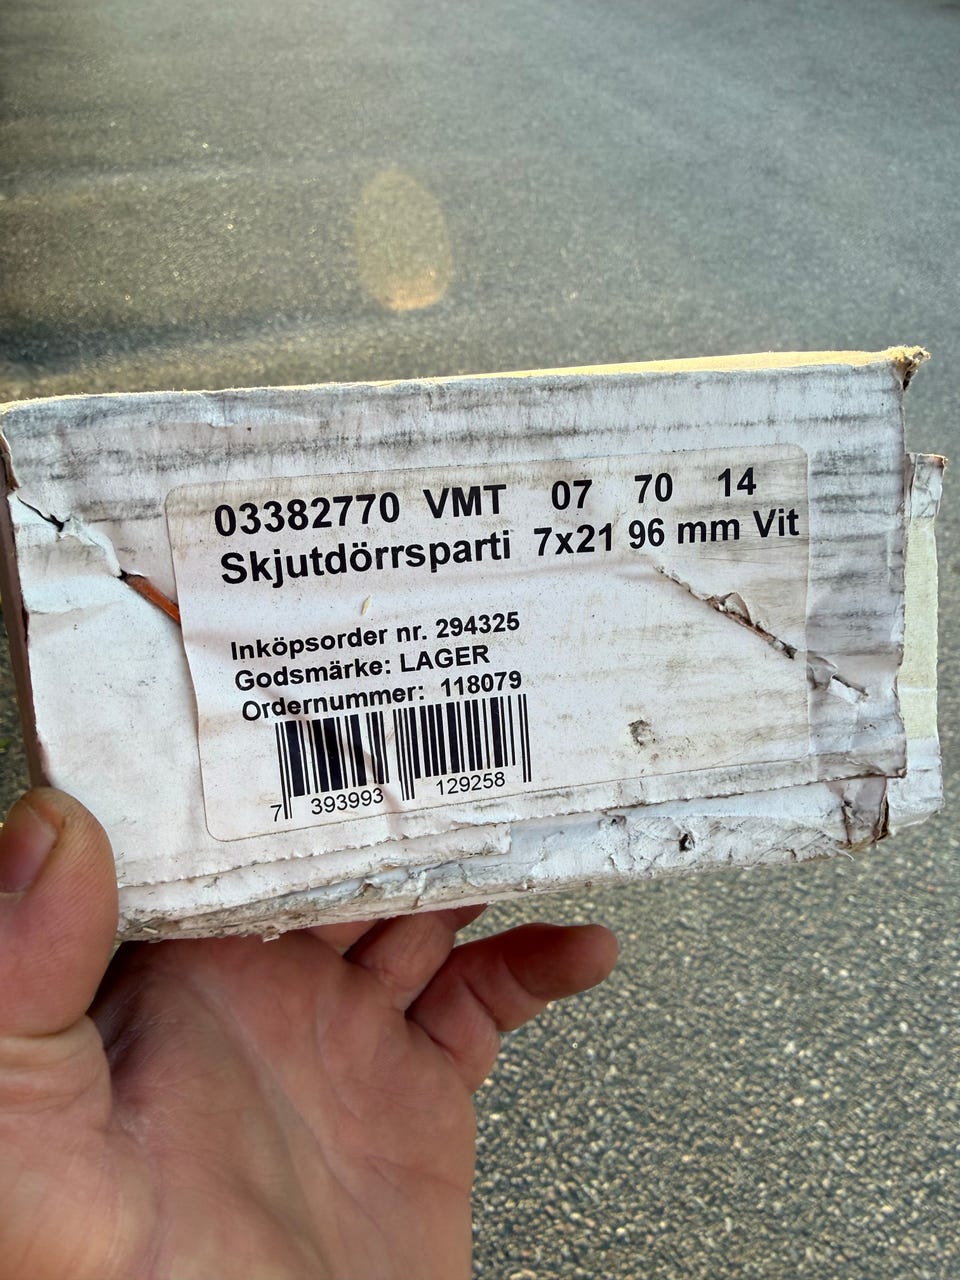 03382770 VMT 07 70 14
Skjutdörrsparti 7x21 96 mm Vit
Inköpsorder nr. 294325
Godsmärke: LAGER
Ordernummer: 118079
7 393993 129258